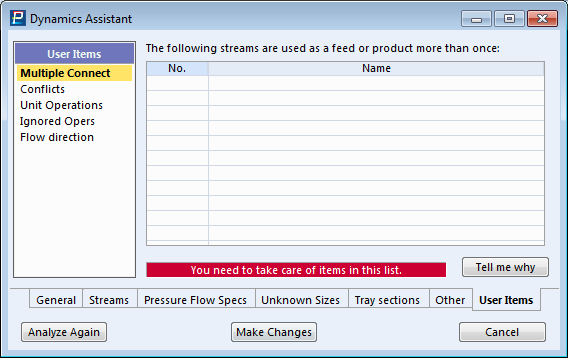 Dynamics Assistant
User Items
Multiple Connect
Conflicts
Unit Operations
Ignored Opers
Flow direction
The following streams are used as a feed or product more than once:
No. Name
You need to take care of items in this list.
Tell me why
General Streams Pressure Flow Specs Unknown Sizes Tray sections Other User Items
Analyze Again Make Changes Cancel